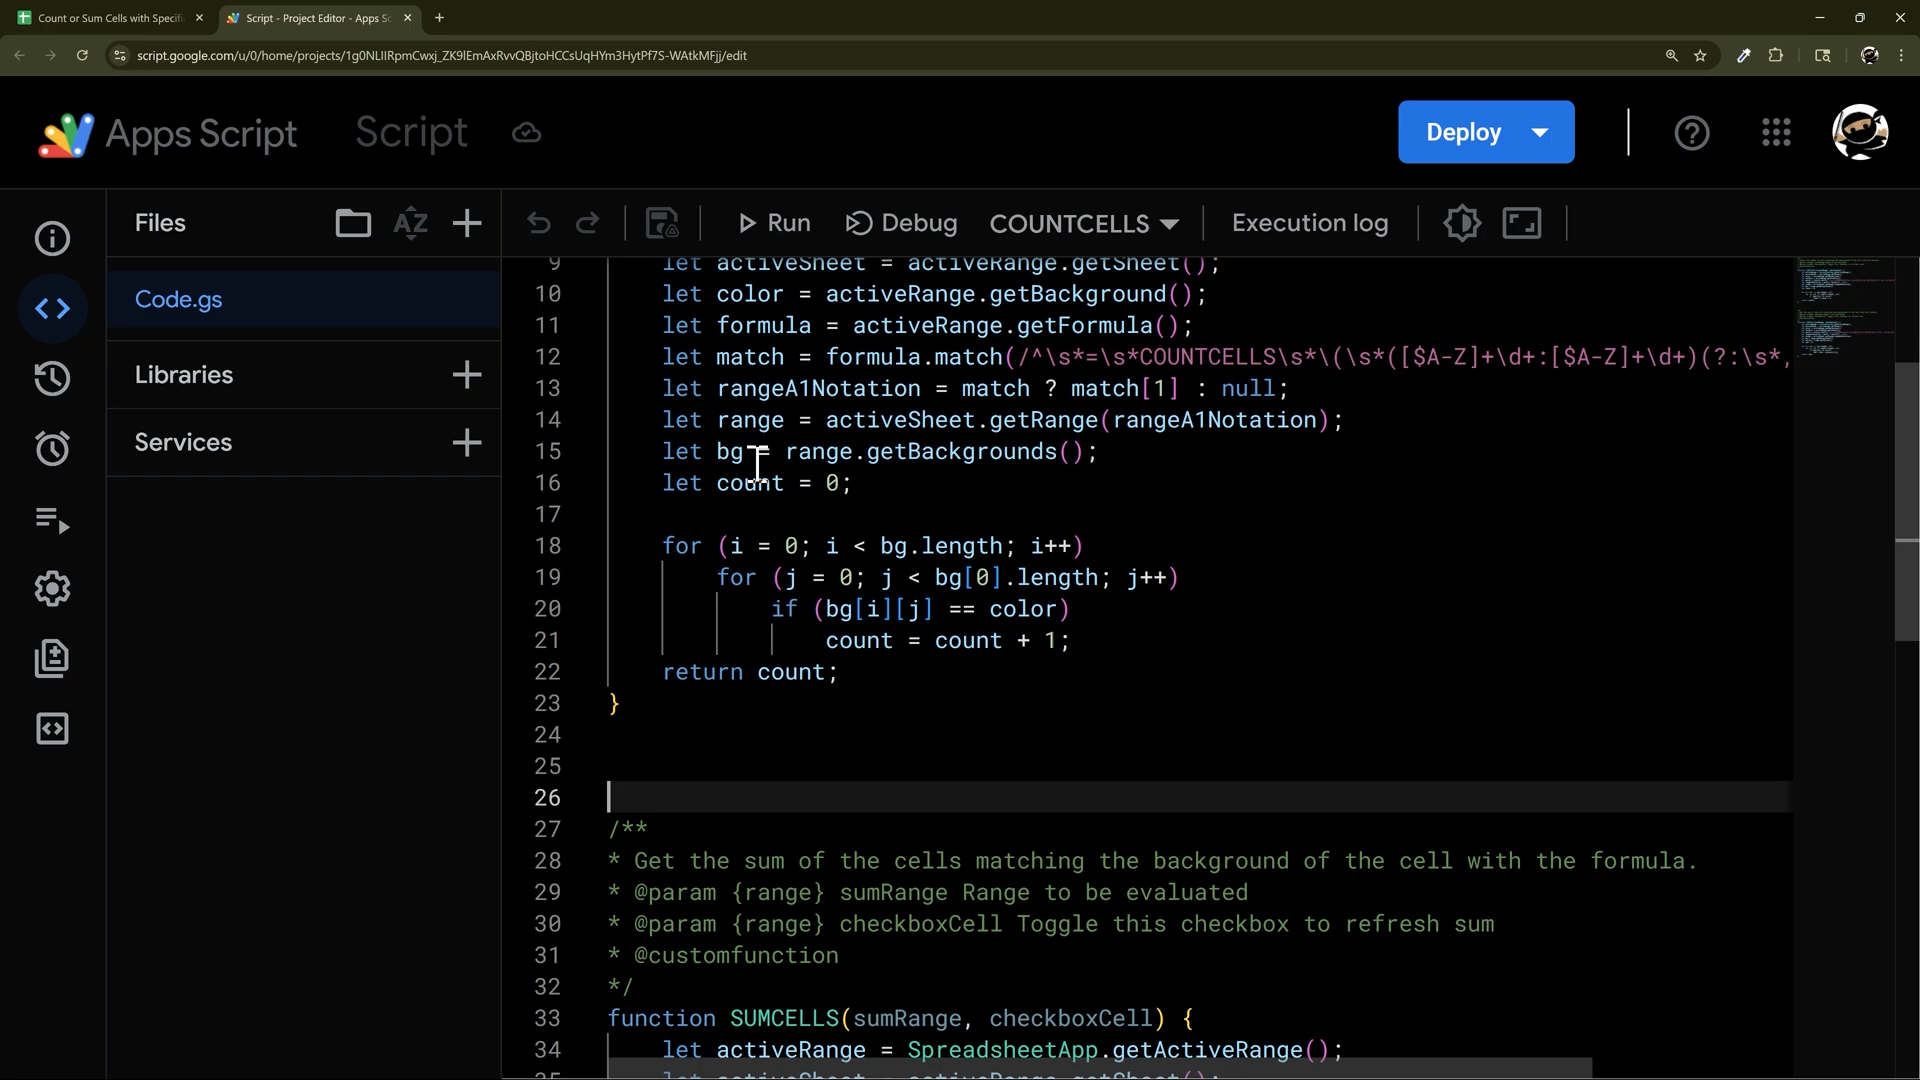 Count or Sum Cells with Specifi
Script - Project Editor - Apps Sc
script.google.com/u/0/home/projects/1g0NLIIRpmCwxj_ZK9lEmAxRvvQBjtoHCCsUqHYm3HytPf7S-WAtkMFjj/edit
Apps Script
Script
Deploy
Files
Run
Debug
COUNTCELLS
Execution log
Code.gs
Libraries
Services
9 let activeSheet = activeRange.getSheet();
10 let color = activeRange.getBackground();
11 let formula = activeRange.getFormula();
12 let match = formula.match(/^\s*=\s*COUNTCELLS\s*\(\s*([$A-Z]+\d+:[$A-Z]+\d+)(?:\s*,
13 let rangeA1Notation = match ? match[1] : null;
14 let range = activeSheet.getRange(rangeA1Notation);
15 let bg = range.getBackgrounds();
16 let count = 0;
17
18 for (i = 0; i < bg.length; i++)
19 for (j = 0; j < bg[0].length; j++)
20 if (bg[i][j] == color)
21 count = count + 1;
22 return count;
23 }
24
25
26
27 /**
28 * Get the sum of the cells matching the background of the cell with the formula.
29 * @param {range} sumRange Range to be evaluated
30 * @param {range} checkboxCell Toggle this checkbox to refresh sum
31 * @customfunction
32 */
33 function SUMCELLS(sumRange, checkboxCell) {
34 let activeRange = SpreadsheetApp.getActiveRange();
35 let activeSheet = activeRange.getSheet();